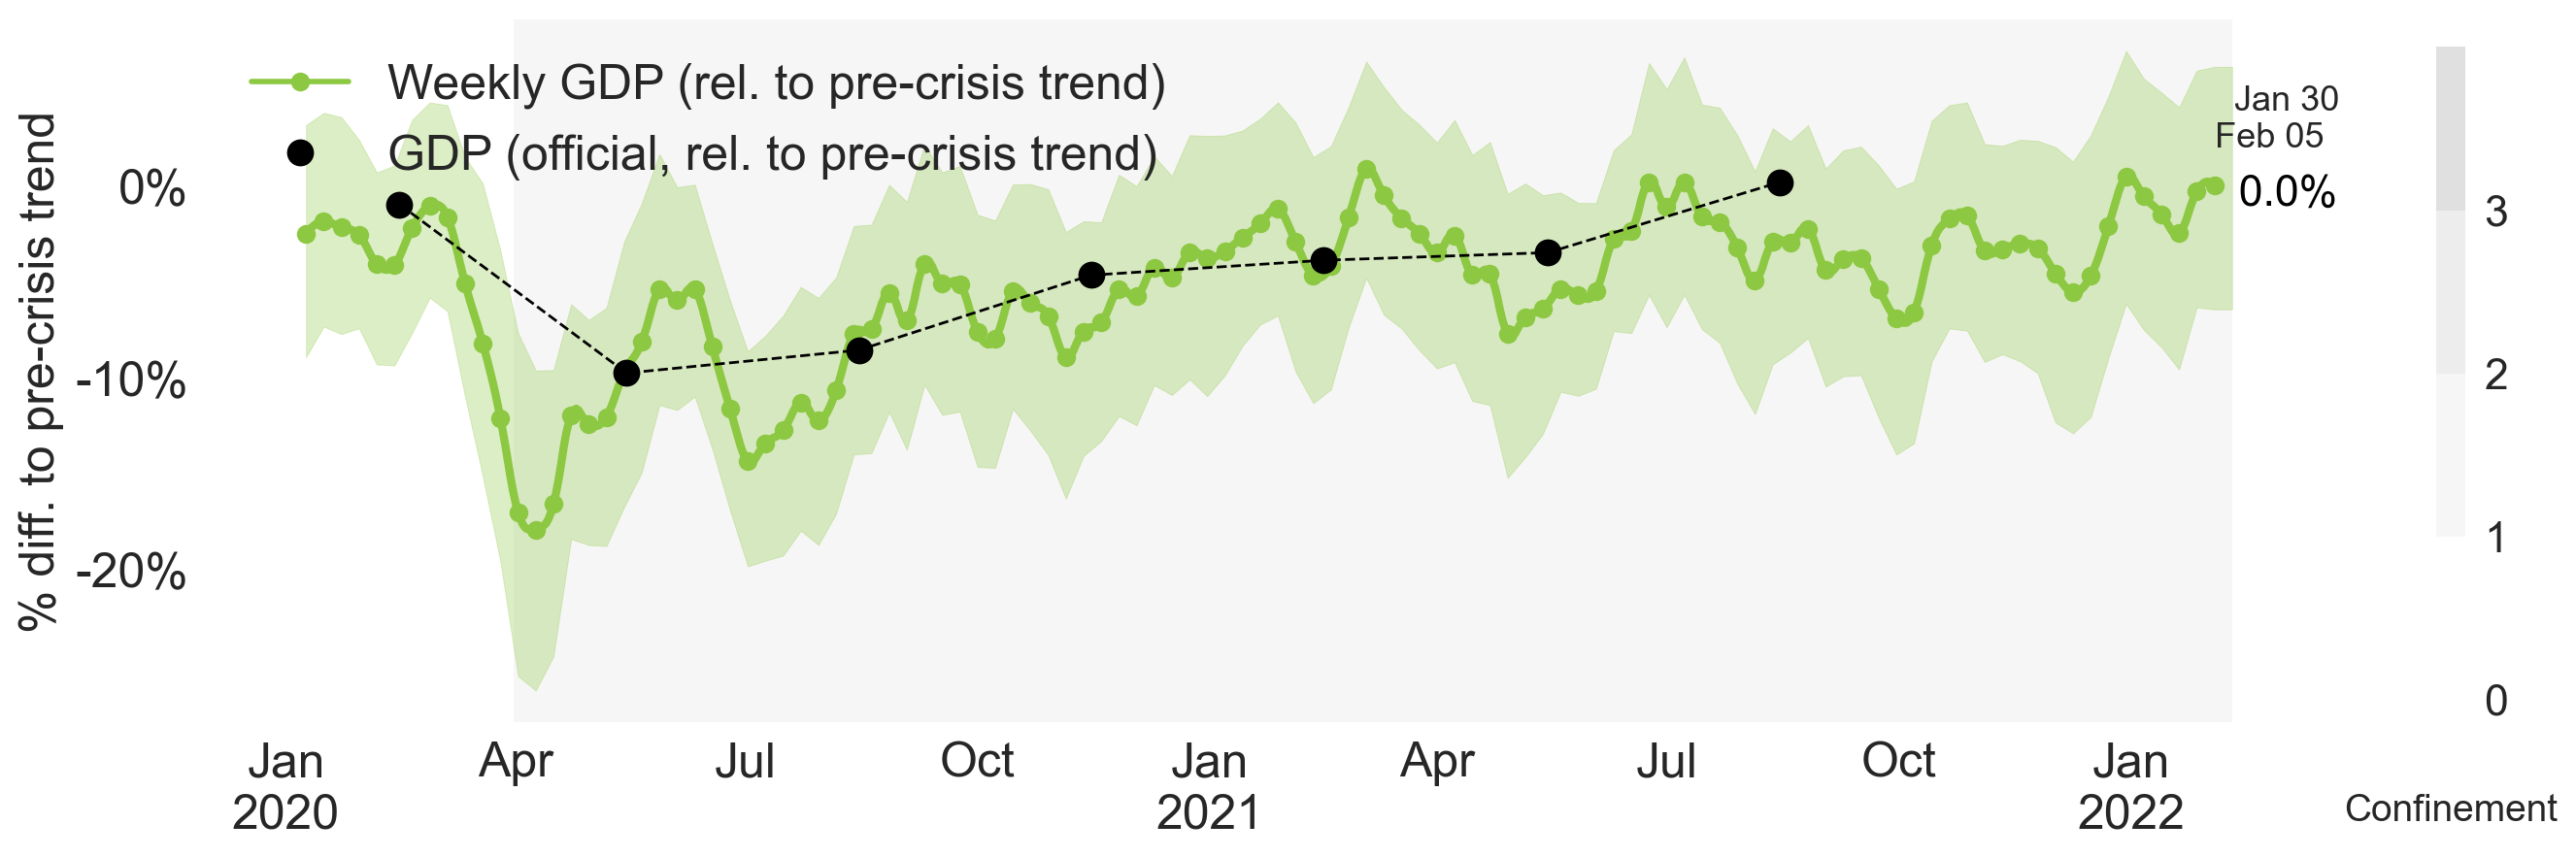 Weekly GDP (rel. to pre-crisis trend)
GDP (official, rel. to pre-crisis trend)
% diff. to pre-crisis trend
0%
-10%
-20%
Jan 30
Feb 05
0.0%
3
2
1
0
Confinement
Jan
2020
Apr
Jul
Oct
Jan
2021
Apr
Jul
Oct
Jan
2022